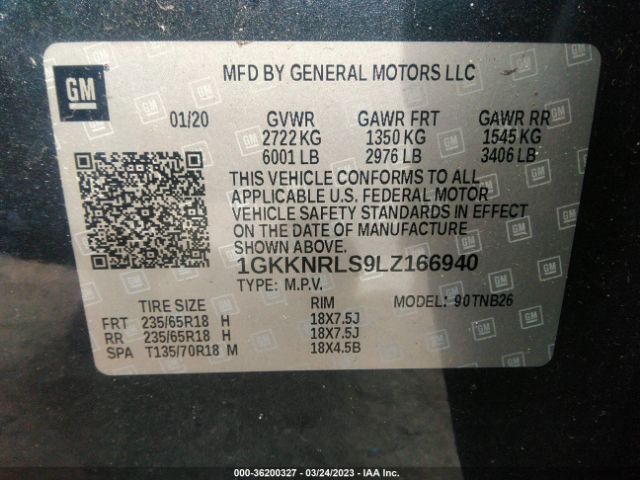 GM
MFD BY GENERAL MOTORS LLC
01/20 GVWR GAWR FRT GAWR RR
2722 KG 1350 KG 1545 KG
6001 LB 2976 LB 3406 LB
THIS VEHICLE CONFORMS TO ALL
APPLICABLE U.S. FEDERAL MOTOR
VEHICLE SAFETY STANDARDS IN EFFECT
ON THE DATE OF MANUFACTURE
SHOWN ABOVE.
1GKKNRLS9LZ166940
TYPE: M.P.V. MODEL: 90TNB26
TIRE SIZE RIM
FRT 235/65R18 H 18X7.5J
RR 235/65R18 H 18X7.5J
SPA T135/70R18 M 18X4.5B
000-36200327 - 03/24/2023 - IAA Inc.